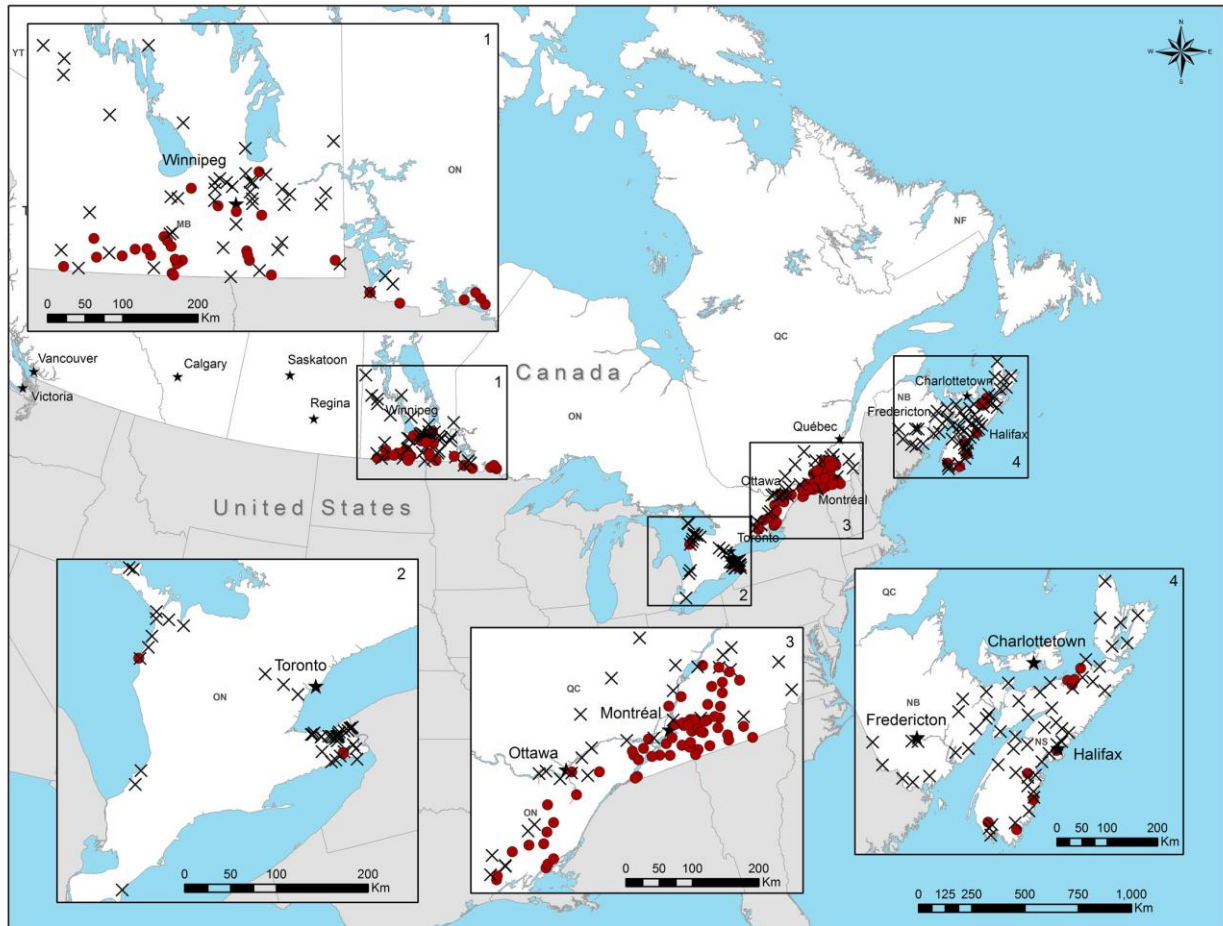 N
W E
S
YT
1
Winnipeg
ON
MB
0 50 100 200
Km
NF
QC
Vancouver
Victoria
Calgary
Saskatoon
Regina
1
Winnipeg
Canada
ON
Québec
NB
Charlottetown
Fredericton
Halifax
4
United States
Ottawa
Montréal
3
Toronto
2
2
Toronto
ON
0 50 100 200
Km
3
QC
Montréal
Ottawa
ON
0 50 100 200
Km
4
QC
Charlottetown
NB
Fredericton
NS
Halifax
0 50 100 200
Km
0 125 250 500 750 1,000
Km